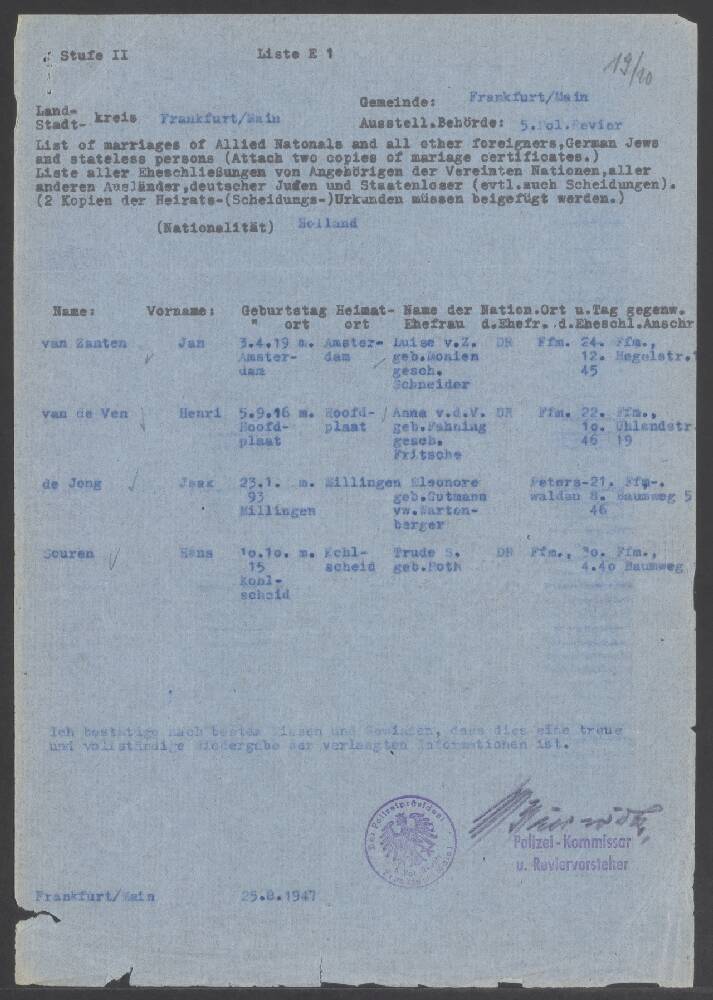 Stufe II Liste E 1 19/10
Gemeinde: Frankfurt/Main
Land-
Stadt- kreis Frankfurt/Main Ausstell.Behörde: 5.Pol.Revier
List of marriages of Allied Natonals and all other foreigners,German Jews
and stateless persons (Attach two copies of mariage certificates.)
Liste aller Eheschließungen von Angehörigen der Vereinten Nationen,aller
anderen Ausländer,deutscher Juden und Staatenloser (evtl.auch Scheidungen).
(2 Kopien der Heirats-(Scheidungs-)Urkunden müssen beigefügt werden.)
(Nationalität) Holland
Name: Vorname: Geburtstag Heimat- Name der Nation.Ort u.Tag gegenw.
" ort ort Ehefrau d.Ehefr. d.Eheschl.Anschr
van Zanten Jan 3.4.19 m. Amster- Luise v.Z. DR Ffm. 24. Ffm.,
Amster- dam geb.Monien 12. Hegelstr.
dam gesch. 45
Schneider
van de Ven Henri 5.9.16 m. Hoofd- Anna v.d.V. DR Ffm. 22. Ffm.,
Hoofd- plaat geb.Fahning 10. Uhlandstr
plaat gesch. 46 19
Fritsche
de Jong Jaak 23.1. m. Millingen Eleonore Peters- 21. Ffm-.
93 geb.Gutmann walden 8. Baumweg 5
Millingen vw.Warten- 46
berger
Scuren Hans 10.10. m. Kohl- Trude S. DR Ffm., 30. Ffm.,
15 scheid geb.Roth 4.40 Baumweg
Kohl-
scheid
Ich bestätige nach bestem Wissen und Gewissen, dass dies eine treue
und vollständige Wiedergabe der verlangten Informationen ist.
Der Polizeipräsident
Polizei-Kommissar
u. Reviervorsteher
Frankfurt/Main 25.8.1947